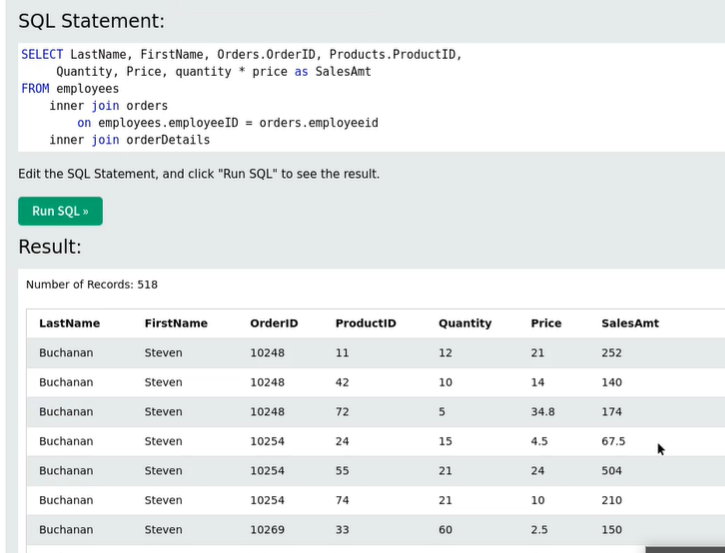 SQL Statement:
SELECT LastName, FirstName, Orders.OrderID, Products.ProductID,
Quantity, Price, quantity * price as SalesAmt
FROM employees
inner join orders
on employees.employeeID = orders.employeeid
inner join orderDetails
Edit the SQL Statement, and click "Run SQL" to see the result.
Run SQL »
Result:
Number of Records: 518
LastName FirstName OrderID ProductID Quantity Price SalesAmt
Buchanan Steven 10248 11 12 21 252
Buchanan Steven 10248 42 10 14 140
Buchanan Steven 10248 72 5 34.8 174
Buchanan Steven 10254 24 15 4.5 67.5
Buchanan Steven 10254 55 21 24 504
Buchanan Steven 10254 74 21 10 210
Buchanan Steven 10269 33 60 2.5 150